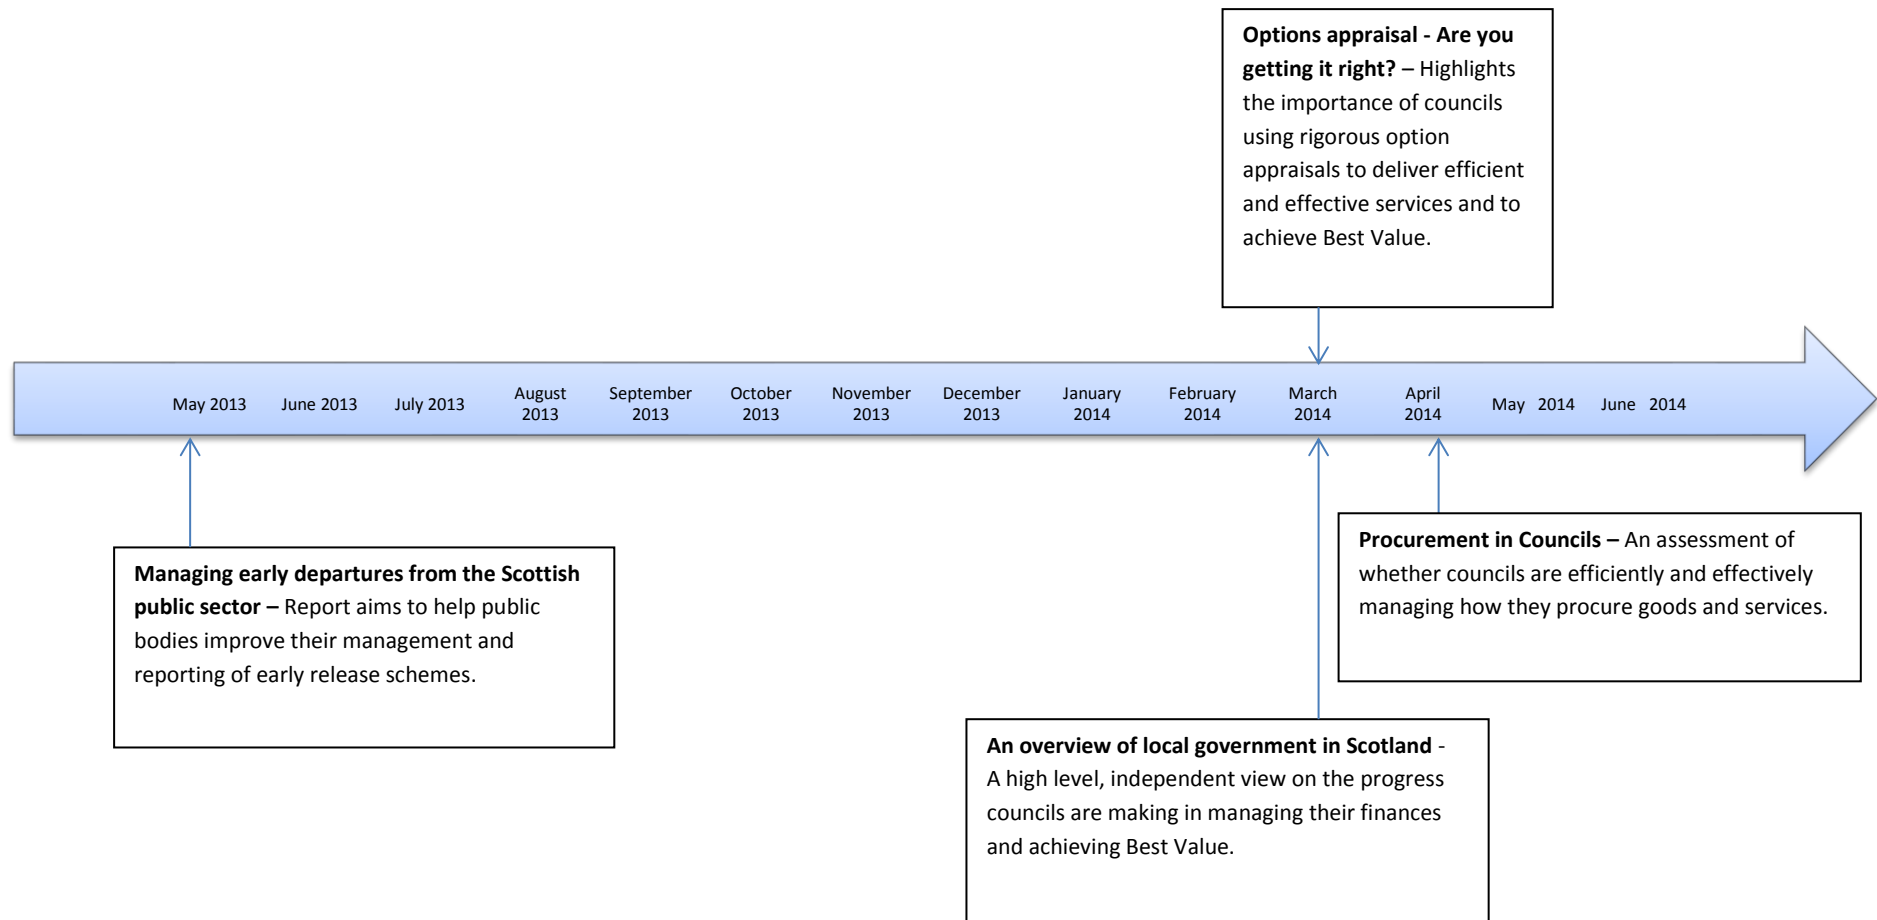 Options appraisal - Are you
getting it right? – Highlights
the importance of councils
using rigorous option
appraisals to deliver efficient
and effective services and to
achieve Best Value.
May 2013
June 2013
July 2013
August
2013
September
2013
October
2013
November
2013
December
2013
January
2014
February
2014
March
2014
April
2014
May 2014
June 2014
Managing early departures from the Scottish
public sector – Report aims to help public
bodies improve their management and
reporting of early release schemes.
Procurement in Councils – An assessment of
whether councils are efficiently and effectively
managing how they procure goods and services.
An overview of local government in Scotland -
A high level, independent view on the progress
councils are making in managing their finances
and achieving Best Value.